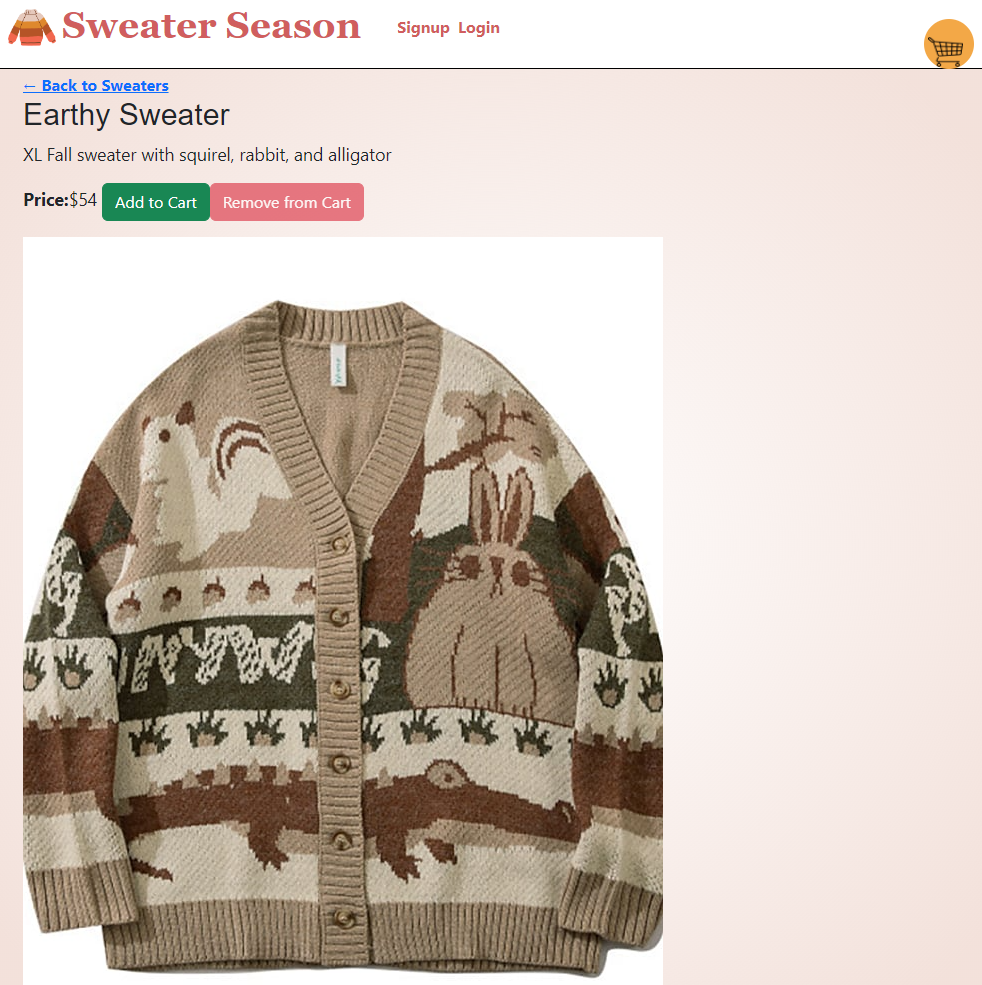 Sweater Season
Signup Login
← Back to Sweaters
Earthy Sweater
XL Fall sweater with squirel, rabbit, and alligator
Price:$54 Add to Cart Remove from Cart